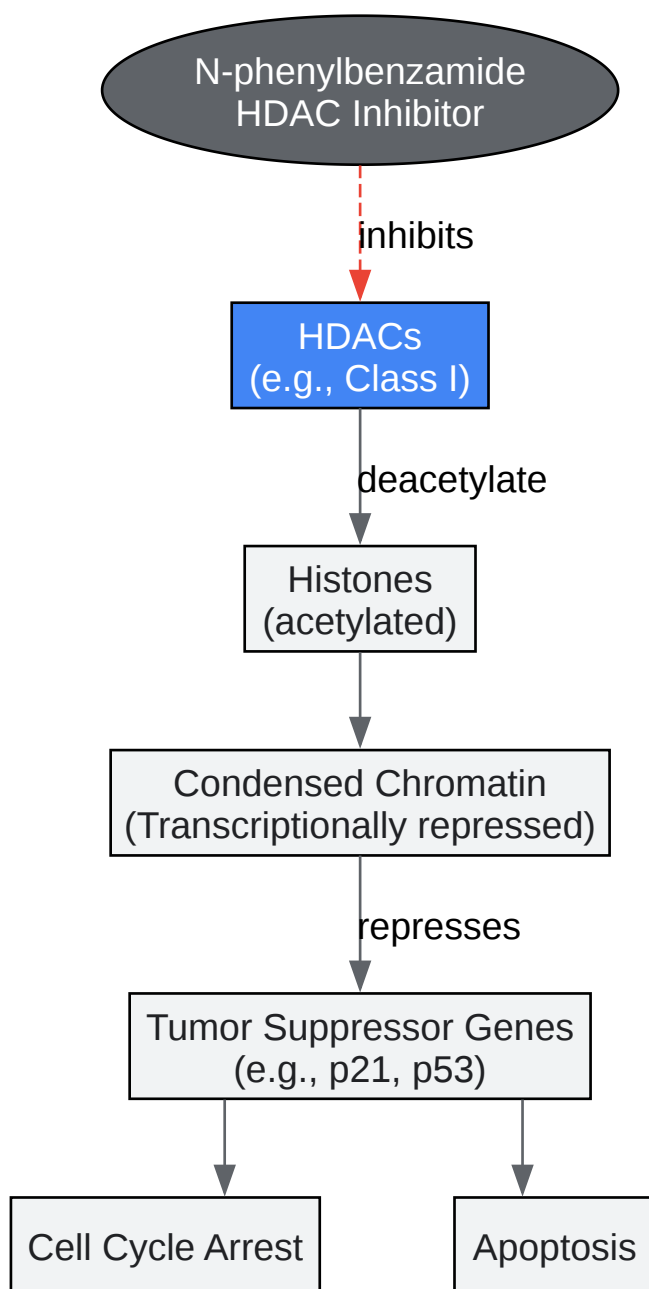 N-phenylbenzamide
HDAC Inhibitor
inhibits
HDACs
(e.g., Class I)
deacetylate
Histones
(acetylated)
Condensed Chromatin
(Transcriptionally repressed)
represses
Tumor Suppressor Genes
(e.g., p21, p53)
Cell Cycle Arrest
Apoptosis